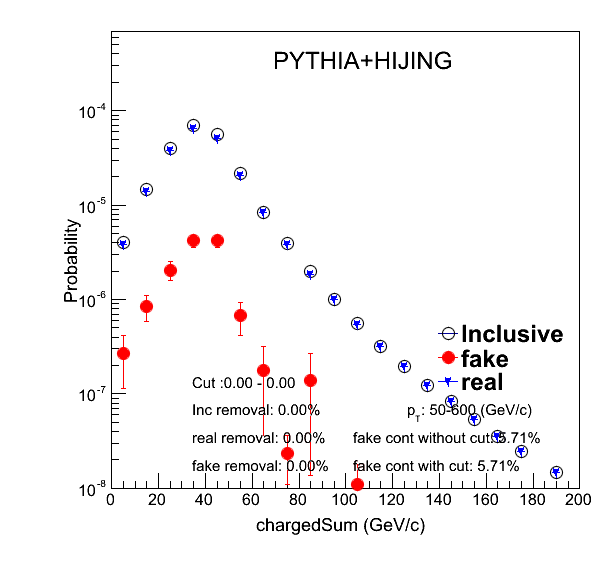 PYTHIA+HIJING
Probability
10^-4
10^-5
10^-6
10^-7
10^-8
Inclusive
fake
real
Cut :0.00 - 0.00
Inc removal: 0.00%
p_T: 50-600 (GeV/c)
real removal: 0.00%
fake cont without cut: 5.71%
fake removal: 0.00%
fake cont with cut: 5.71%
0 20 40 60 80 100 120 140 160 180 200
chargedSum (GeV/c)